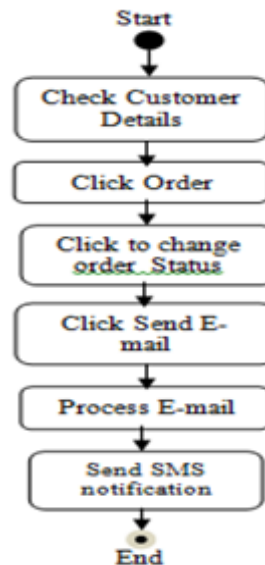 Start
Check Customer
Details
Click Order
Click to change
order Status
Click Send E-
mail
Process E-mail
Send SMS
notification
End